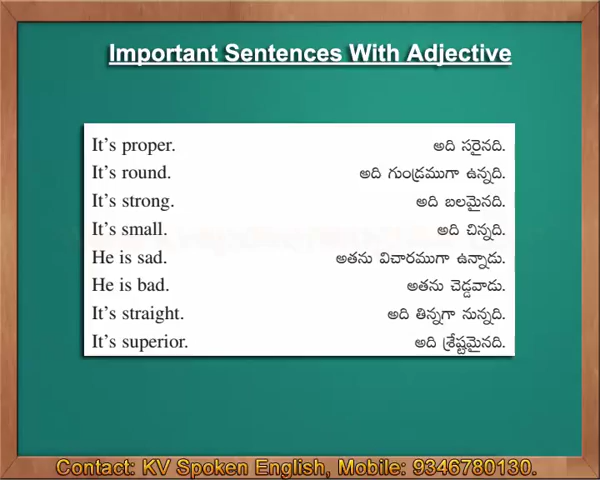 Important Sentences With Adjective
It's proper. అది సరైనది.
It's round. అది గుండ్రముగా ఉన్నది.
It's strong. అది బలమైనది.
It's small. అది చిన్నది.
He is sad. అతను విచారముగా ఉన్నాడు.
He is bad. అతను చెడ్డవాడు.
It's straight. అది తిన్నగా నున్నది.
It's superior. అది శ్రేష్టమైనది.
Contact: KV Spoken English, Mobile: 9346780130.